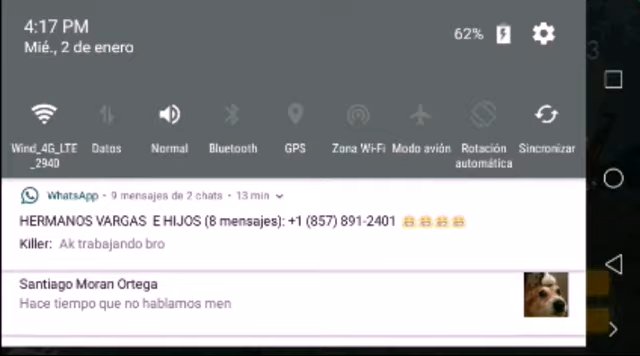 4:17 PM
Mié., 2 de enero
62%
Wind_4G_LTE
_2940
Datos
Normal
Bluetooth
GPS
Zona Wi-Fi
Modo avión
Rotación
automática
Sincronizar
WhatsApp • 9 mensajes de 2 chats • 13 min
HERMANOS VARGAS E HIJOS (8 mensajes): +1 (857) 891-2401
Killer: Ak trabajando bro
Santiago Moran Ortega
Hace tiempo que no hablamos men